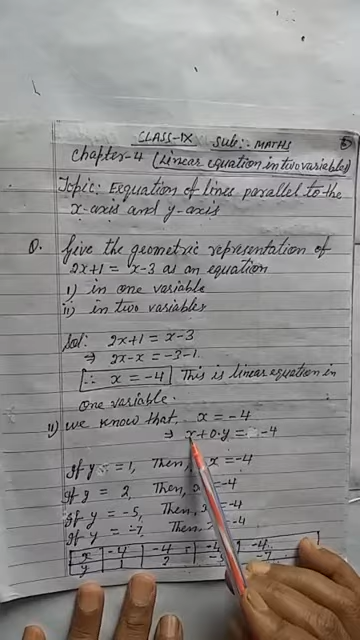 CLASS-IX Sub:- MATHS 5
Chapter-4 (Linear Equation in two variables)
Topic: Eequation of lines parallel to the
x-axis and y-axis
Q. Give the geometric representation of
2x+1 = x-3 as an equation
i) in one variable
ii) in two variables
Sol: 2x+1 = x-3
⇒ 2x-x = -3-1
[∴ x = -4] This is linear equation in
one variable.
ii) we know that, x = -4
⇒ x+0.y = -4
If y = 1, Then, x = -4
If y = 2, Then, x = -4
If y = -5, Then, x = -4
If y = -7, Then, x = -4
x | -4 | -4 | -4 | -4
y | 1 | 2 | -5 | -7